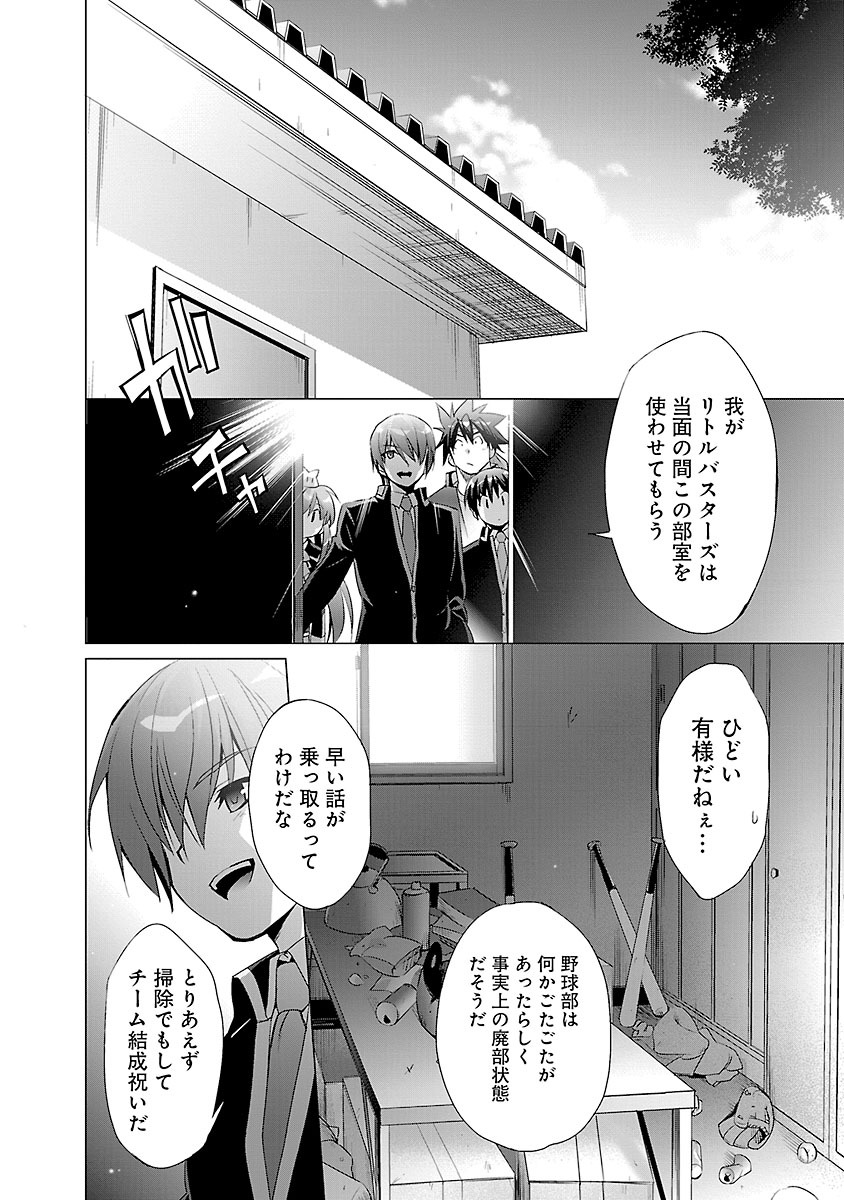 ガ
チャ
我が
リトルバスターズは
当面の間この部室を
使わせてもらう
ひどい
有様だねぇ…
野球部は
何かごたごたが
あったらしく
事実上の廃部状態
だそうだ
早い話が
乗っ取るって
わけだな
とりあえず
掃除でもして
チーム結成祝いだ